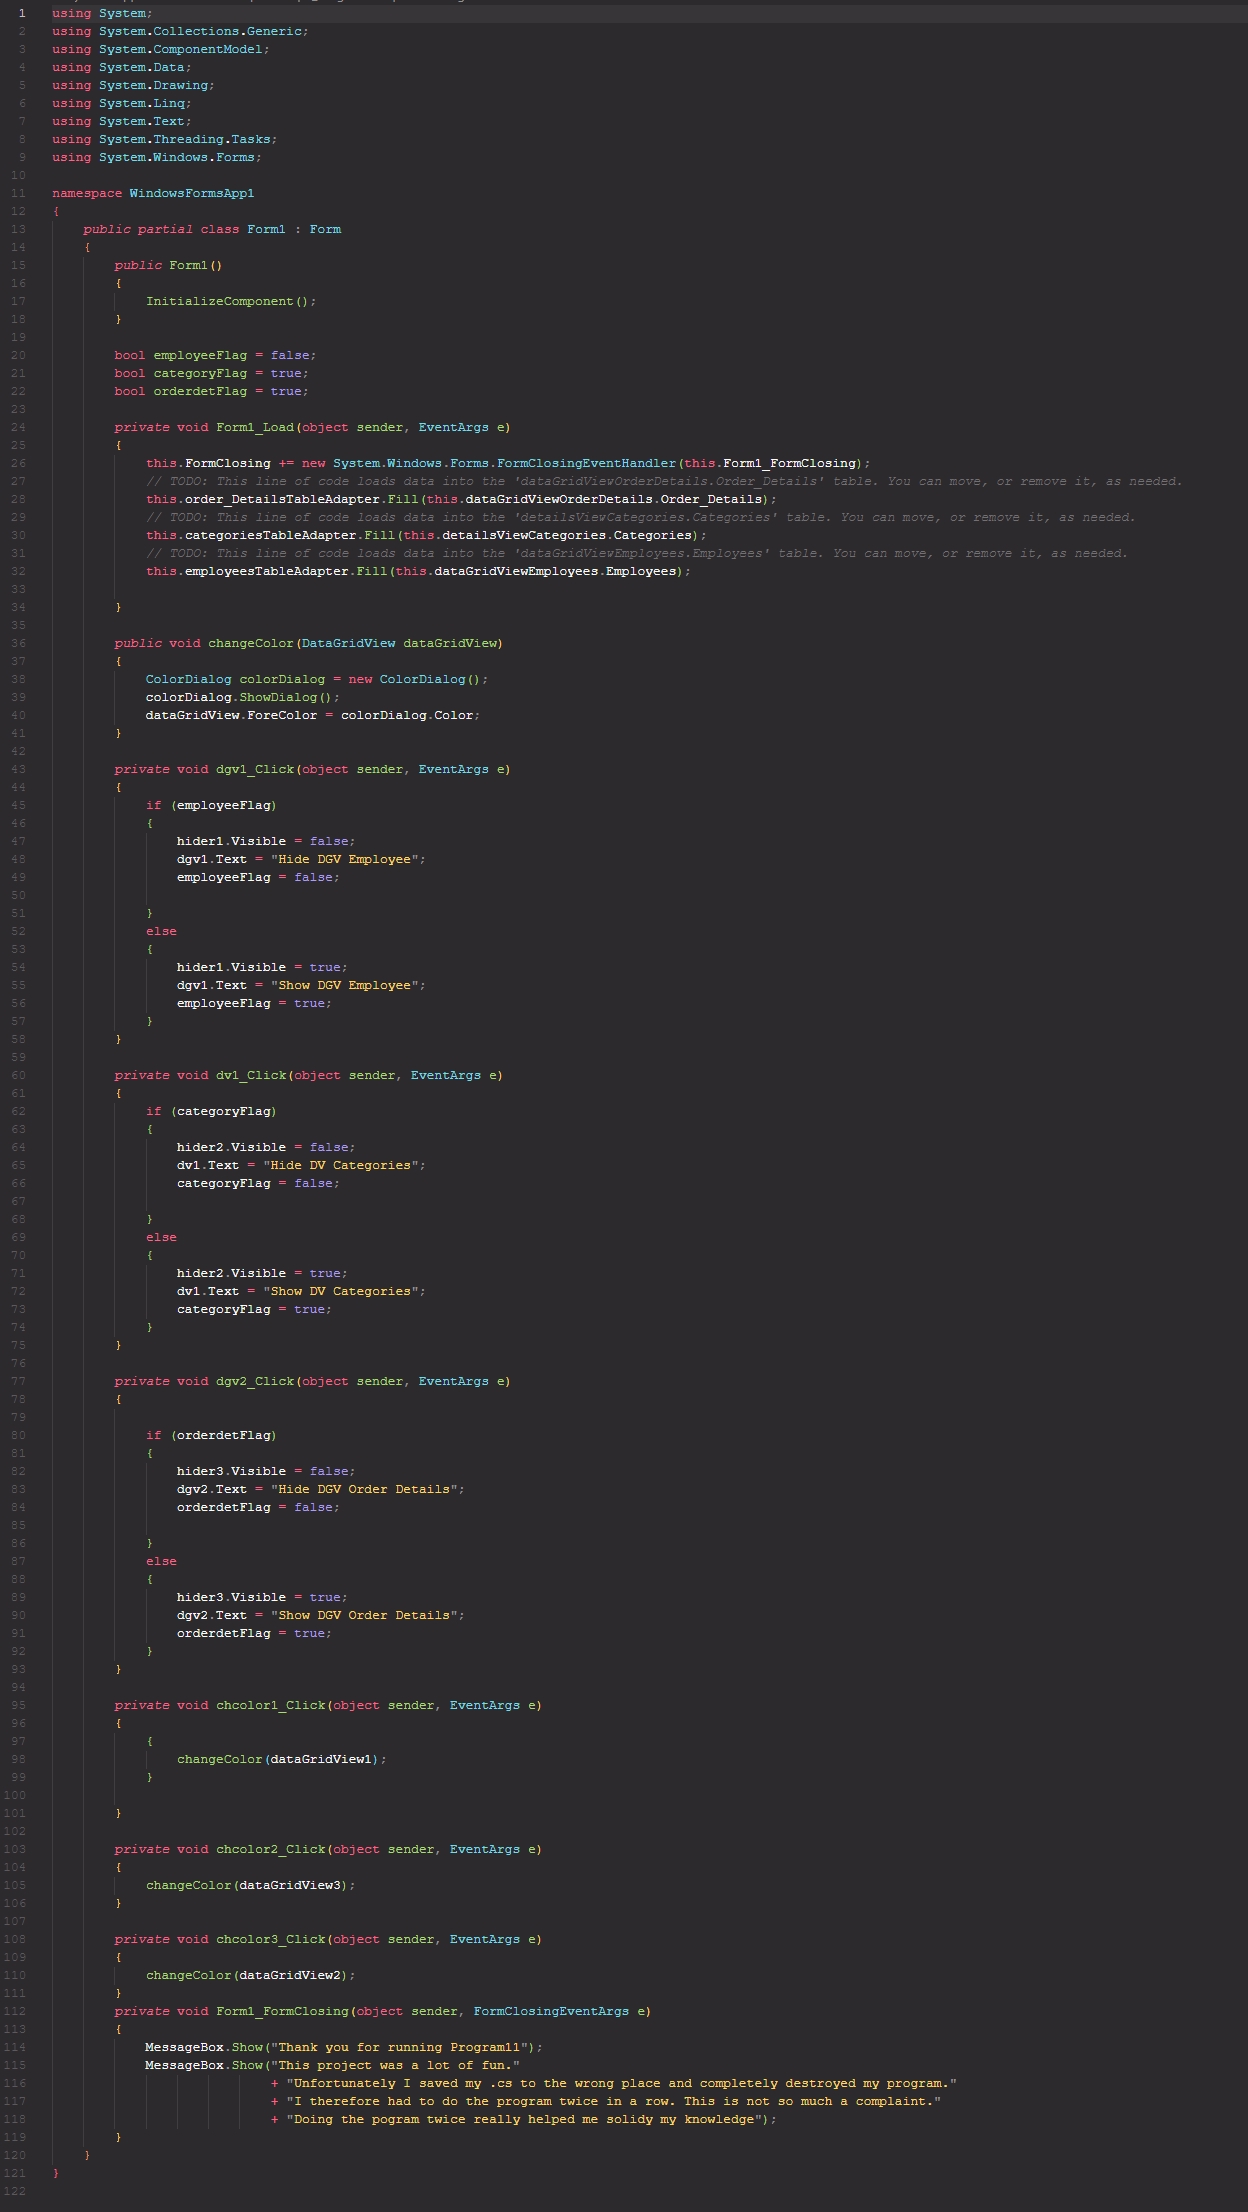 1 using System;
2 using System.Collections.Generic;
3 using System.ComponentModel;
4 using System.Data;
5 using System.Drawing;
6 using System.Linq;
7 using System.Text;
8 using System.Threading.Tasks;
9 using System.Windows.Forms;
10
11 namespace WindowsFormsApp1
12 {
13 public partial class Form1 : Form
14 {
15 public Form1()
16 {
17 InitializeComponent();
18 }
19
20 bool employeeFlag = false;
21 bool categoryFlag = true;
22 bool orderdetFlag = true;
23
24 private void Form1_Load(object sender, EventArgs e)
25 {
26 this.FormClosing += new System.Windows.Forms.FormClosingEventHandler(this.Form1_FormClosing);
27 // TODO: This line of code loads data into the 'dataGridViewOrderDetails.Order_Details' table. You can move, or remove it, as needed.
28 this.order_DetailsTableAdapter.Fill(this.dataGridViewOrderDetails.Order_Details);
29 // TODO: This line of code loads data into the 'detailsViewCategories.Categories' table. You can move, or remove it, as needed.
30 this.categoriesTableAdapter.Fill(this.detailsViewCategories.Categories);
31 // TODO: This line of code loads data into the 'dataGridViewEmployees.Employees' table. You can move, or remove it, as needed.
32 this.employeesTableAdapter.Fill(this.dataGridViewEmployees.Employees);
33
34 }
35
36 public void changeColor(DataGridView dataGridView)
37 {
38 ColorDialog colorDialog = new ColorDialog();
39 colorDialog.ShowDialog();
40 dataGridView.ForeColor = colorDialog.Color;
41 }
42
43 private void dgv1_Click(object sender, EventArgs e)
44 {
45 if (employeeFlag)
46 {
47 hider1.Visible = false;
48 dgv1.Text = "Hide DGV Employee";
49 employeeFlag = false;
50
51 }
52 else
53 {
54 hider1.Visible = true;
55 dgv1.Text = "Show DGV Employee";
56 employeeFlag = true;
57 }
58 }
59
60 private void dv1_Click(object sender, EventArgs e)
61 {
62 if (categoryFlag)
63 {
64 hider2.Visible = false;
65 dv1.Text = "Hide DV Categories";
66 categoryFlag = false;
67
68 }
69 else
70 {
71 hider2.Visible = true;
72 dv1.Text = "Show DV Categories";
73 categoryFlag = true;
74 }
75 }
76
77 private void dgv2_Click(object sender, EventArgs e)
78 {
79
80 if (orderdetFlag)
81 {
82 hider3.Visible = false;
83 dgv2.Text = "Hide DGV Order Details";
84 orderdetFlag = false;
85
86 }
87 else
88 {
89 hider3.Visible = true;
90 dgv2.Text = "Show DGV Order Details";
91 orderdetFlag = true;
92 }
93 }
94
95 private void chcolor1_Click(object sender, EventArgs e)
96 {
97 {
98 changeColor(dataGridView1);
99 }
100
101 }
102
103 private void chcolor2_Click(object sender, EventArgs e)
104 {
105 changeColor(dataGridView3);
106 }
107
108 private void chcolor3_Click(object sender, EventArgs e)
109 {
110 changeColor(dataGridView2);
111 }
112 private void Form1_FormClosing(object sender, FormClosingEventArgs e)
113 {
114 MessageBox.Show("Thank you for running Program11");
115 MessageBox.Show("This project was a lot of fun."
116 + "Unfortunately I saved my .cs to the wrong place and completely destroyed my program."
117 + "I therefore had to do the program twice in a row. This is not so much a complaint."
118 + "Doing the pogram twice really helped me solidy my knowledge");
119 }
120 }
121 }
122